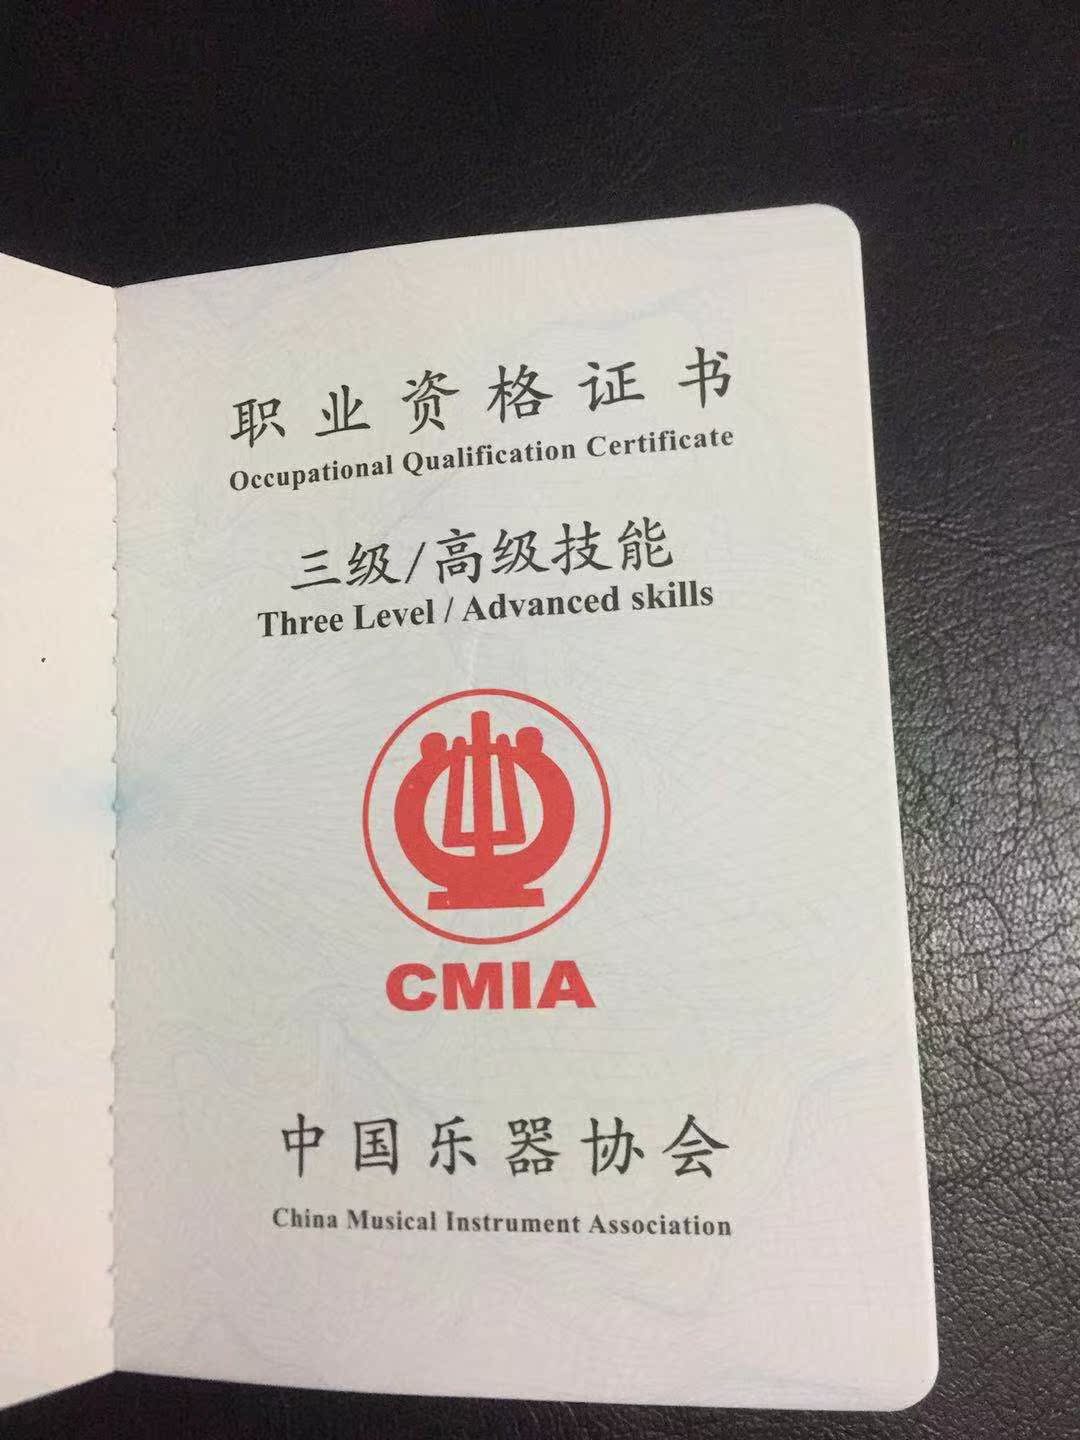 职业资格证书
Occupational Qualification Certificate
三级/高级技能
Three Level / Advanced skills
CMIA
中国乐器协会
China Musical Instrument Association